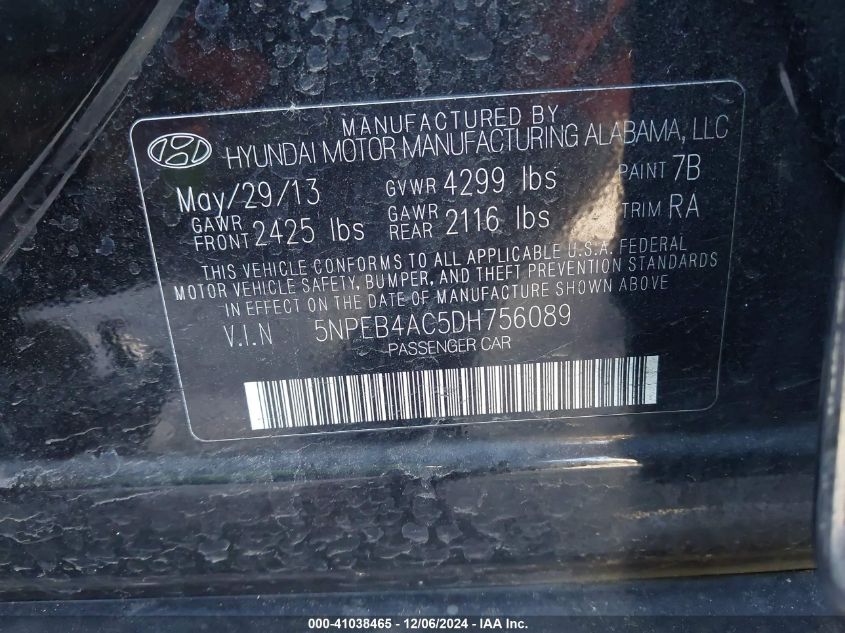 MANUFACTURED BY
HYUNDAI MOTOR MANUFACTURING ALABAMA, LLC
May/29/13 GVWR 4299 lbs PAINT 7B
GAWR FRONT 2425 lbs GAWR REAR 2116 lbs TRIM RA
THIS VEHICLE CONFORMS TO ALL APPLICABLE U.S.A. FEDERAL
MOTOR VEHICLE SAFETY, BUMPER, AND THEFT PREVENTION STANDARDS
IN EFFECT ON THE DATE OF MANUFACTURE SHOWN ABOVE
V.I.N 5NPEB4AC5DH756089
PASSENGER CAR
000-41038465 - 12/06/2024 - IAA Inc.